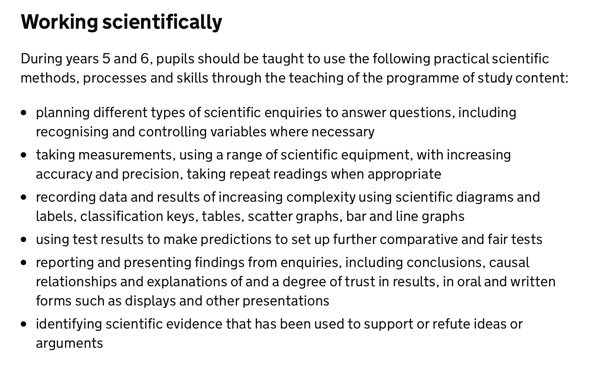 Working scientifically
During years 5 and 6, pupils should be taught to use the following practical scientific
methods, processes and skills through the teaching of the programme of study content:
• planning different types of scientific enquiries to answer questions, including
recognising and controlling variables where necessary
• taking measurements, using a range of scientific equipment, with increasing
accuracy and precision, taking repeat readings when appropriate
• recording data and results of increasing complexity using scientific diagrams and
labels, classification keys, tables, scatter graphs, bar and line graphs
• using test results to make predictions to set up further comparative and fair tests
• reporting and presenting findings from enquiries, including conclusions, causal
relationships and explanations of and a degree of trust in results, in oral and written
forms such as displays and other presentations
• identifying scientific evidence that has been used to support or refute ideas or
arguments